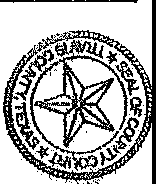 ★ SEAL OF COUNTY COURT ★ TRAVIS COUNTY, TEXAS